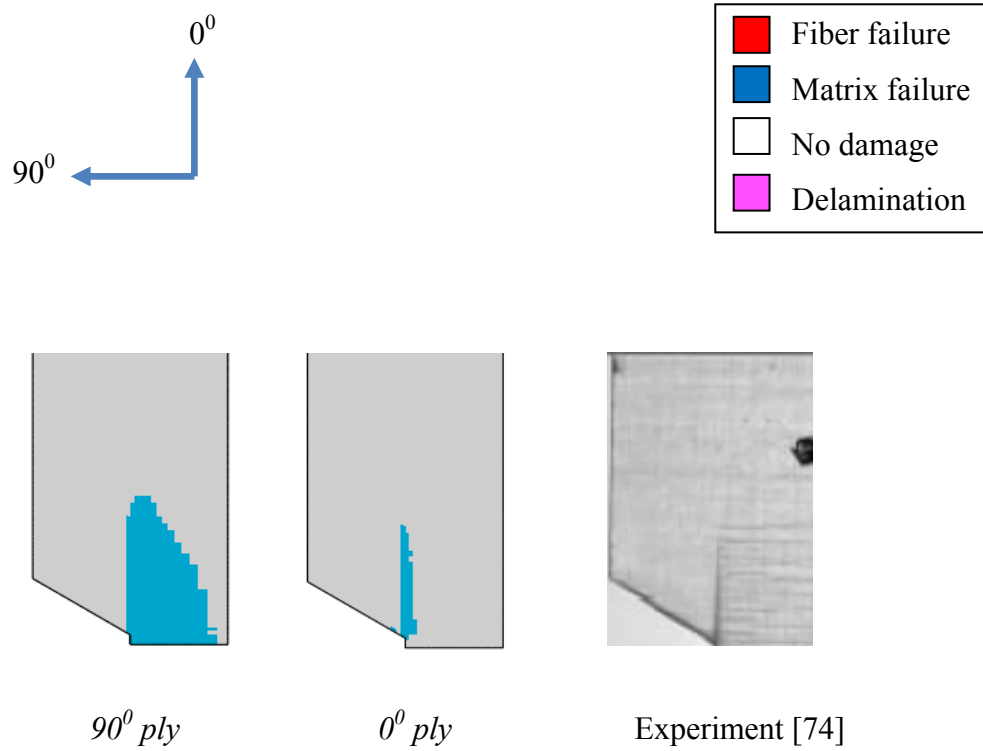 0⁰
90⁰
Fiber failure
Matrix failure
No damage
Delamination
90⁰ ply
0⁰ ply
Experiment [74]